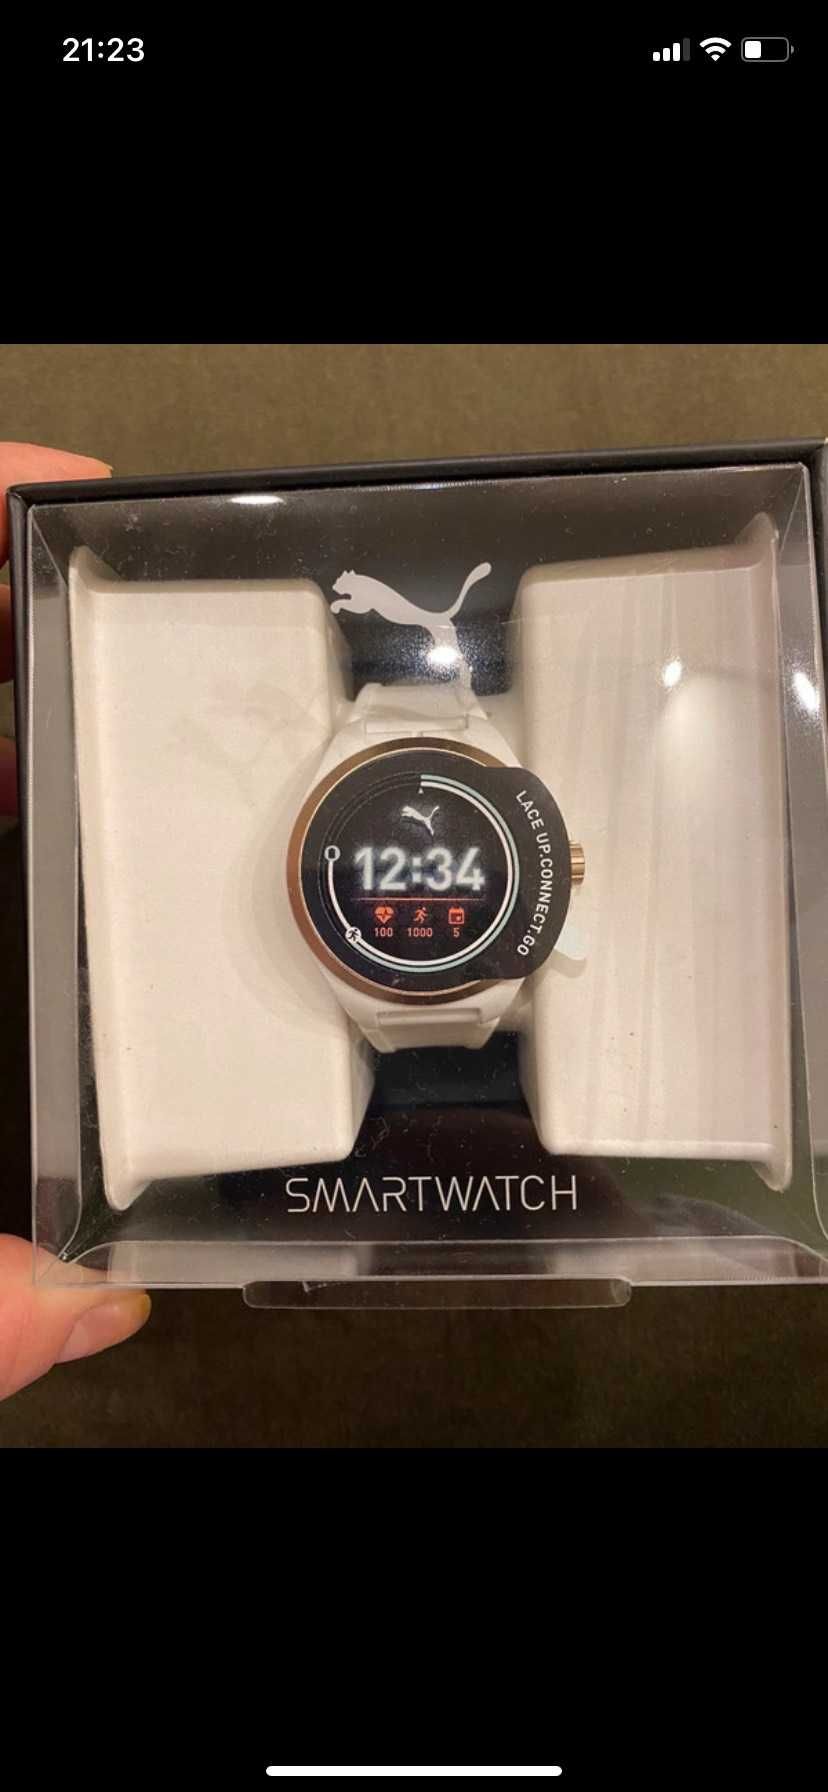 21:23
12:34
100 1000 5
LACE UP.CONNECT.GO
SMARTWATCH